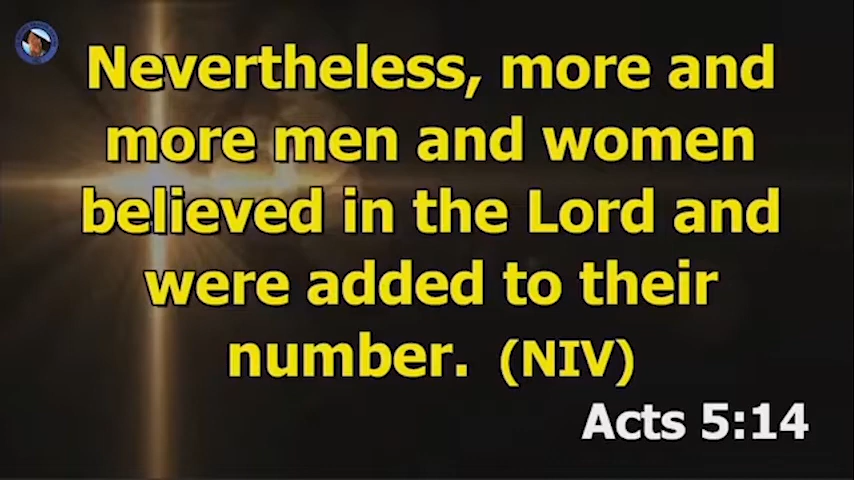 Nevertheless, more and
more men and women
believed in the Lord and
were added to their
number. (NIV)
Acts 5:14